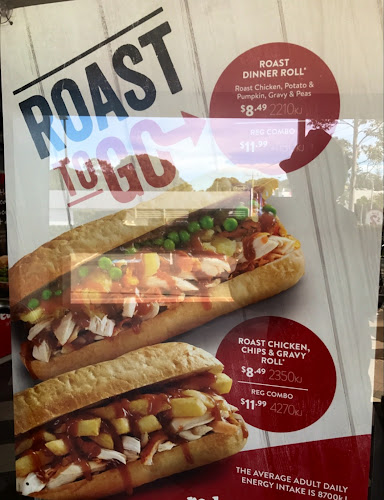 ROAST
TO GO
ROAST
DINNER ROLL*
Roast Chicken, Potato &
Pumpkin, Gravy & Peas
$8.49 2210kJ
REG COMBO
$11.99
ROAST CHICKEN,
CHIPS & GRAVY
ROLL*
$8.49 2350kJ
REG COMBO
$11.99 4270kJ
THE AVERAGE ADULT DAILY
ENERGY INTAKE IS 8700kJ